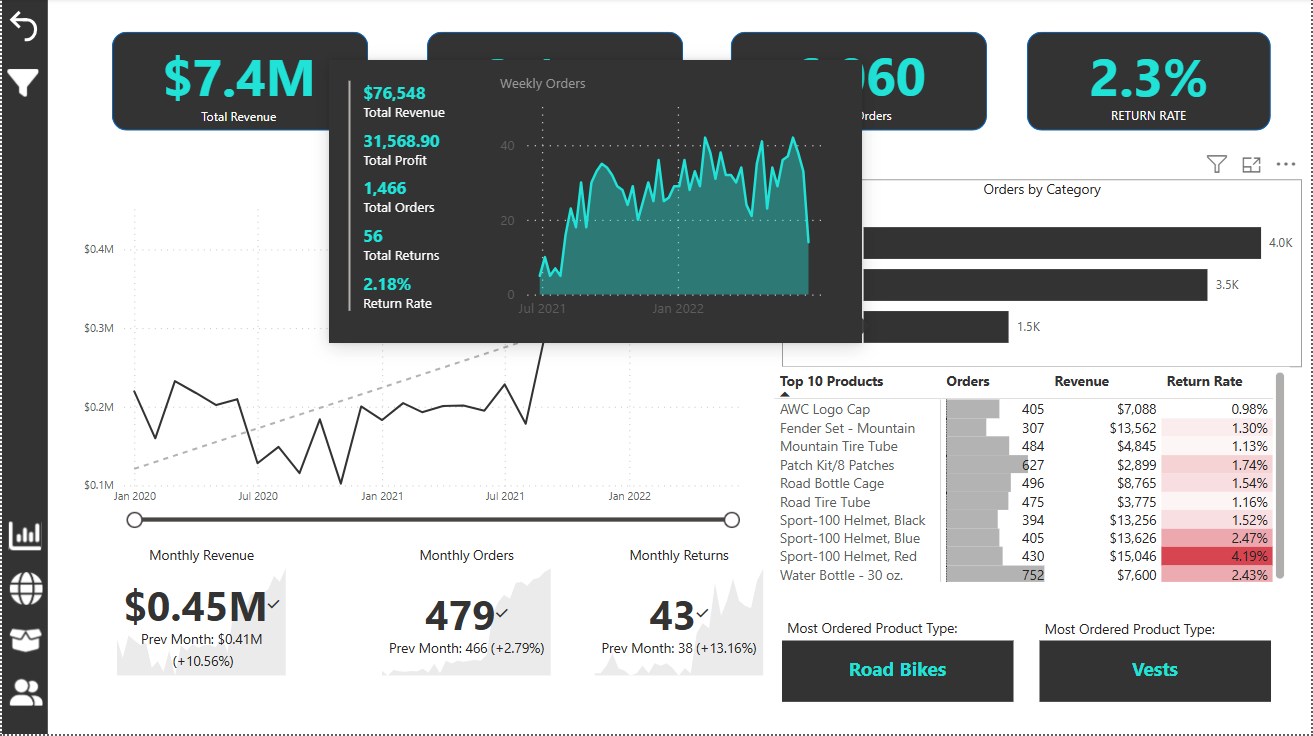 $7.4M
Total Revenue
Orders
2.3%
RETURN RATE
$76,548
Total Revenue
31,568.90
Total Profit
1,466
Total Orders
56
Total Returns
2.18%
Return Rate
Weekly Orders
40
20
0
Jul 2021
Jan 2022
Orders by Category
4.0K
3.5K
1.5K
$0.4M
$0.3M
$0.2M
$0.1M
Jan 2020
Jul 2020
Jan 2021
Jul 2021
Jan 2022
Top 10 Products Orders Revenue Return Rate
AWC Logo Cap 405 $7,088 0.98%
Fender Set - Mountain 307 $13,562 1.30%
Mountain Tire Tube 484 $4,845 1.13%
Patch Kit/8 Patches 627 $2,899 1.74%
Road Bottle Cage 496 $8,765 1.54%
Road Tire Tube 475 $3,775 1.16%
Sport-100 Helmet, Black 394 $13,256 1.52%
Sport-100 Helmet, Blue 405 $13,626 2.47%
Sport-100 Helmet, Red 430 $15,046 4.19%
Water Bottle - 30 oz. 752 $7,600 2.43%
Monthly Revenue
$0.45M
Prev Month: $0.41M
(+10.56%)
Monthly Orders
479
Prev Month: 466 (+2.79%)
Monthly Returns
43
Prev Month: 38 (+13.16%)
Most Ordered Product Type:
Road Bikes
Most Ordered Product Type:
Vests